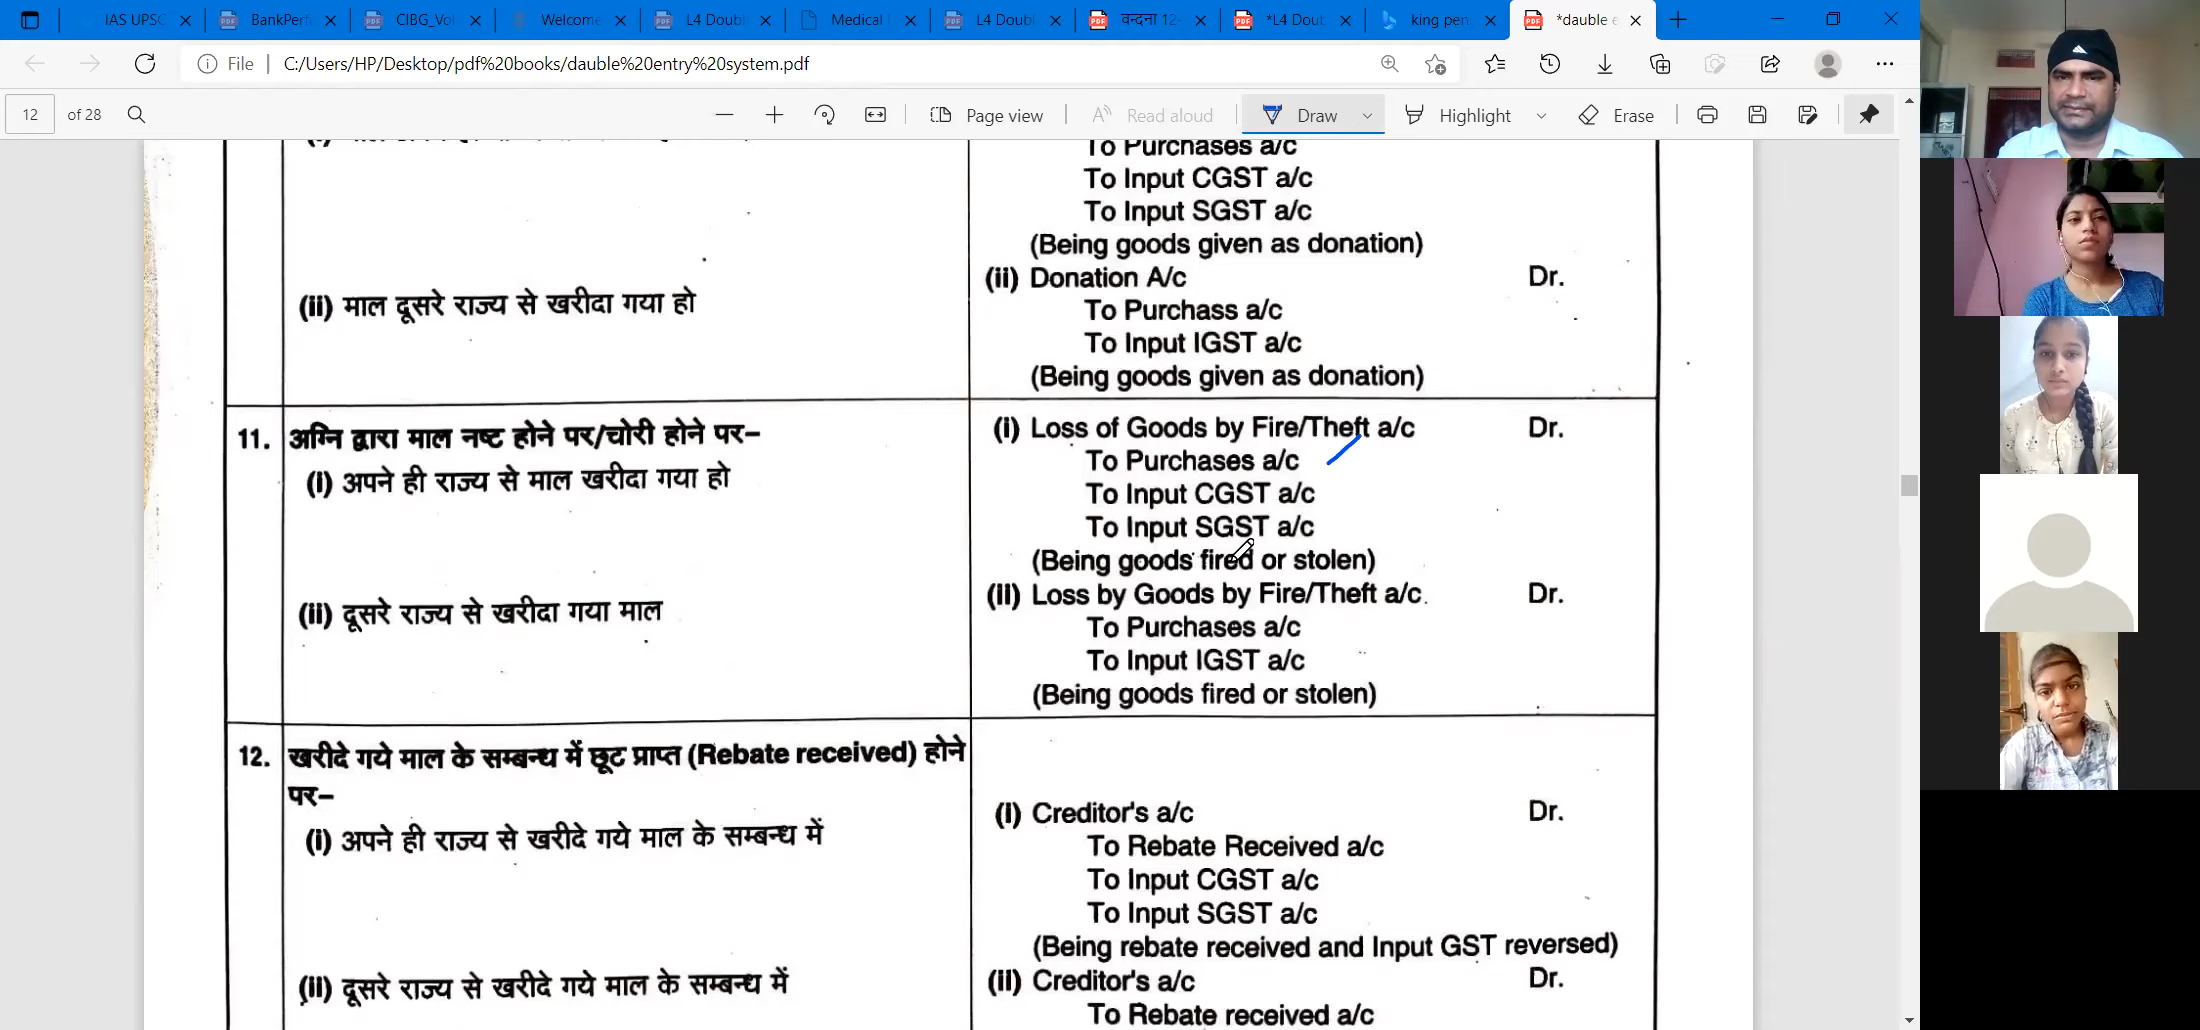 IAS UPSC
BankPerf
CIBG_Vol
Welcome
L4 Doubl
Medical
L4 Doubl
वन्दना 12-
*L4 Doub
king pen
*dauble e
File
C:/Users/HP/Desktop/pdf%20books/dauble%20entry%20system.pdf
12 of 28
Page view
Read aloud
Draw
Highlight
Erase
To Purchases a/c
To Input CGST a/c
To Input SGST a/c
(Being goods given as donation)
(ii) माल दूसरे राज्य से खरीदा गया हो
(ii) Donation A/c Dr.
To Purchass a/c
To Input IGST a/c
(Being goods given as donation)
11. अग्नि द्वारा माल नष्ट होने पर/चोरी होने पर–
(i) अपने ही राज्य से माल खरीदा गया हो
(i) Loss of Goods by Fire/Theft a/c Dr.
To Purchases a/c
To Input CGST a/c
To Input SGST a/c
(Being goods fired or stolen)
(ii) दूसरे राज्य से खरीदा गया माल
(ii) Loss by Goods by Fire/Theft a/c. Dr.
To Purchases a/c
To Input IGST a/c
(Being goods fired or stolen)
12. खरीदे गये माल के सम्बन्ध में छूट प्राप्त (Rebate received) होने
पर–
(i) अपने ही राज्य से खरीदे गये माल के सम्बन्ध में
(i) Creditor's a/c Dr.
To Rebate Received a/c
To Input CGST a/c
To Input SGST a/c
(Being rebate received and Input GST reversed)
(ii) दूसरे राज्य से खरीदे गये माल के सम्बन्ध में
(ii) Creditor's a/c Dr.
To Rebate received a/c